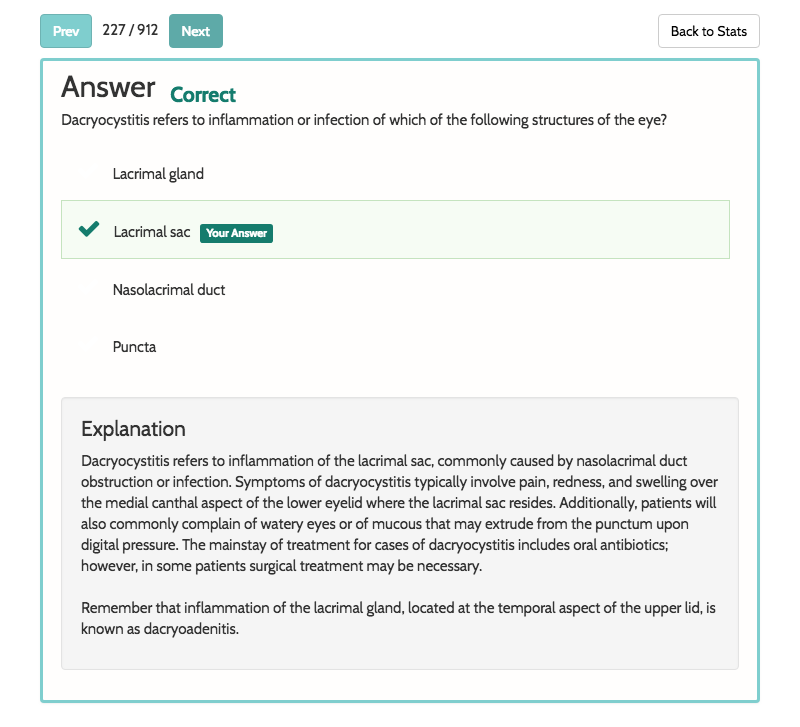 Prev 227 / 912 Next Back to Stats
Answer Correct
Dacryocystitis refers to inflammation or infection of which of the following structures of the eye?
Lacrimal gland
Lacrimal sac Your Answer
Nasolacrimal duct
Puncta
Explanation
Dacryocystitis refers to inflammation of the lacrimal sac, commonly caused by nasolacrimal duct
obstruction or infection. Symptoms of dacryocystitis typically involve pain, redness, and swelling over
the medial canthal aspect of the lower eyelid where the lacrimal sac resides. Additionally, patients will
also commonly complain of watery eyes or of mucous that may extrude from the punctum upon
digital pressure. The mainstay of treatment for cases of dacryocystitis includes oral antibiotics;
however, in some patients surgical treatment may be necessary.
Remember that inflammation of the lacrimal gland, located at the temporal aspect of the upper lid, is
known as dacryoadenitis.